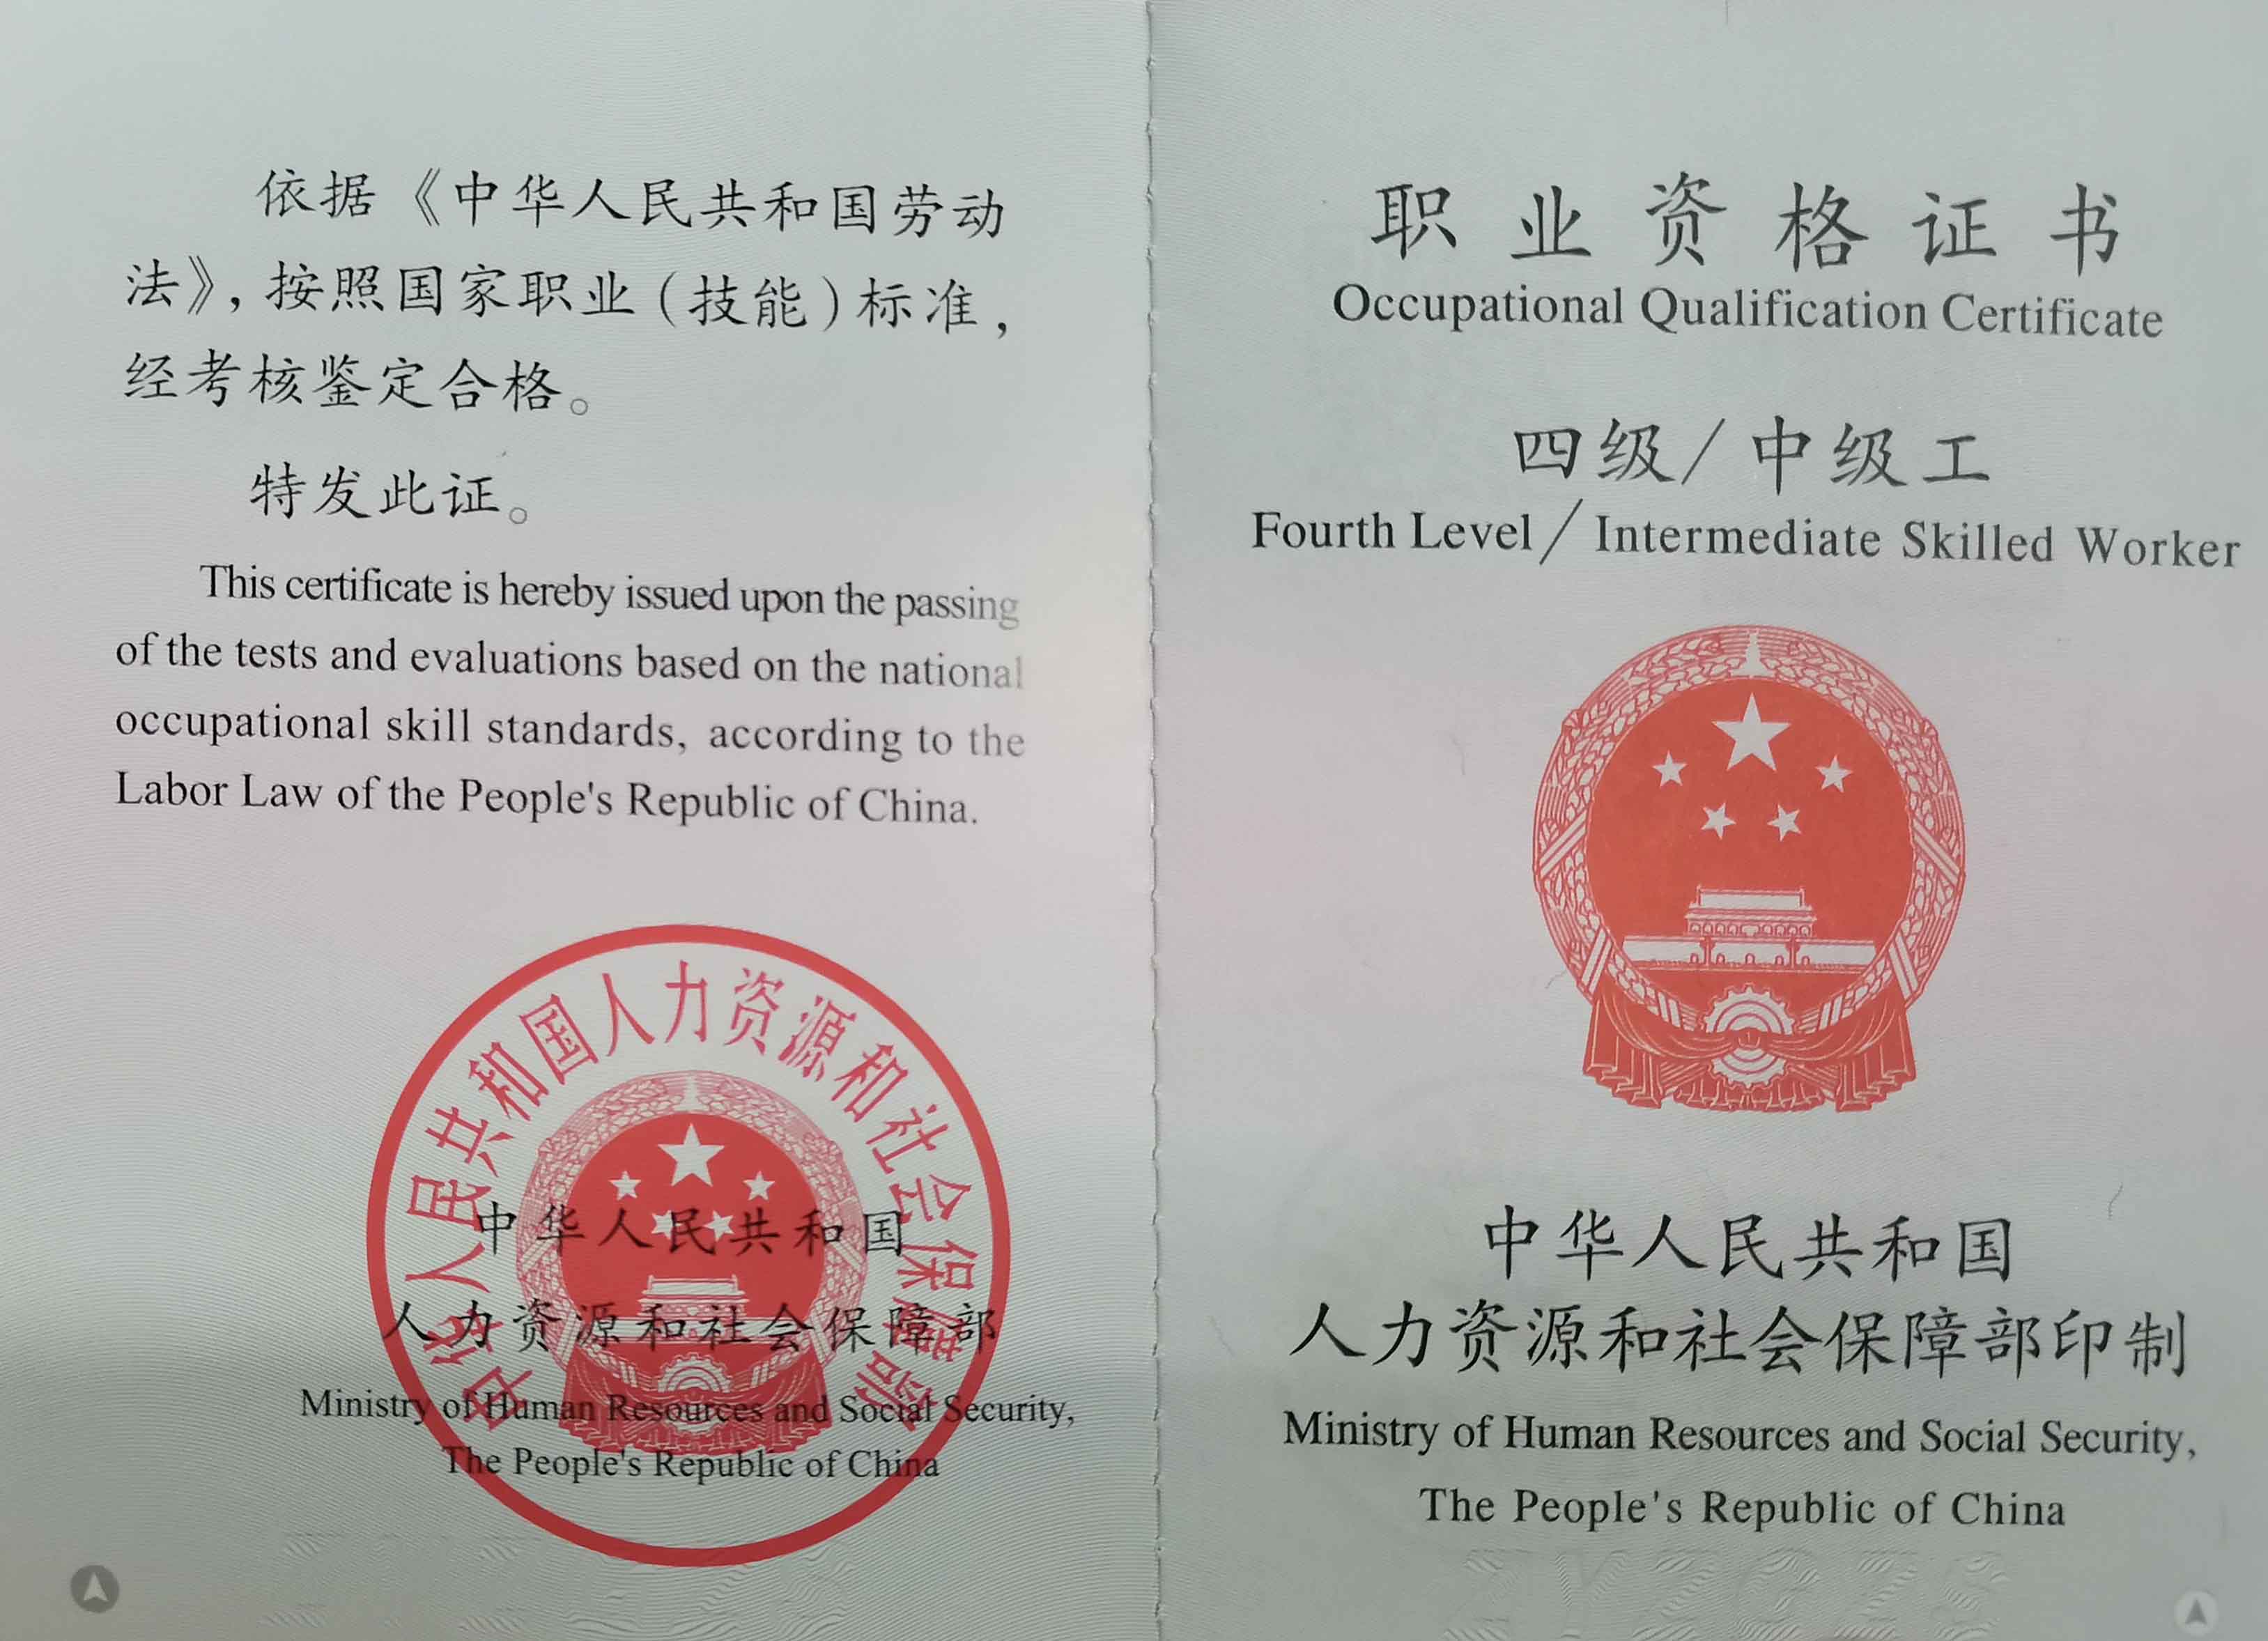 依据《中华人民共和国劳动
法》，按照国家职业（技能）标准，
经考核鉴定合格。
特发此证。
This certificate is hereby issued upon the passing
of the tests and evaluations based on the national
occupational skill standards, according to the
Labor Law of the People's Republic of China.
中华人民共和国人力资源和社会保障部
中华人民共和国
人力资源和社会保障部
Ministry of Human Resources and Social Security,
The People's Republic of China
职业资格证书
Occupational Qualification Certificate
四级/中级工
Fourth Level/Intermediate Skilled Worker
中华人民共和国
人力资源和社会保障部印制
Ministry of Human Resources and Social Security,
The People's Republic of China
ZYZGZS